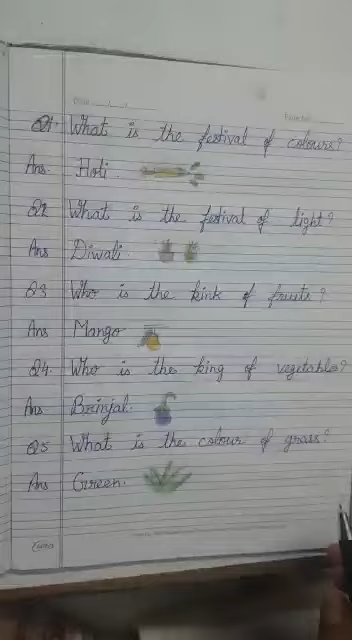 Q1. What is the festival of colours?
Ans. Holi.
Q2 What is the festival of light?
Ans Diwali.
Q3 Who is the kink of fruits?
Ans Mango
Q4. Who is the king of vegetables?
Ans. Brinjal.
Q5 What is the colour of grass?
Ans Green.